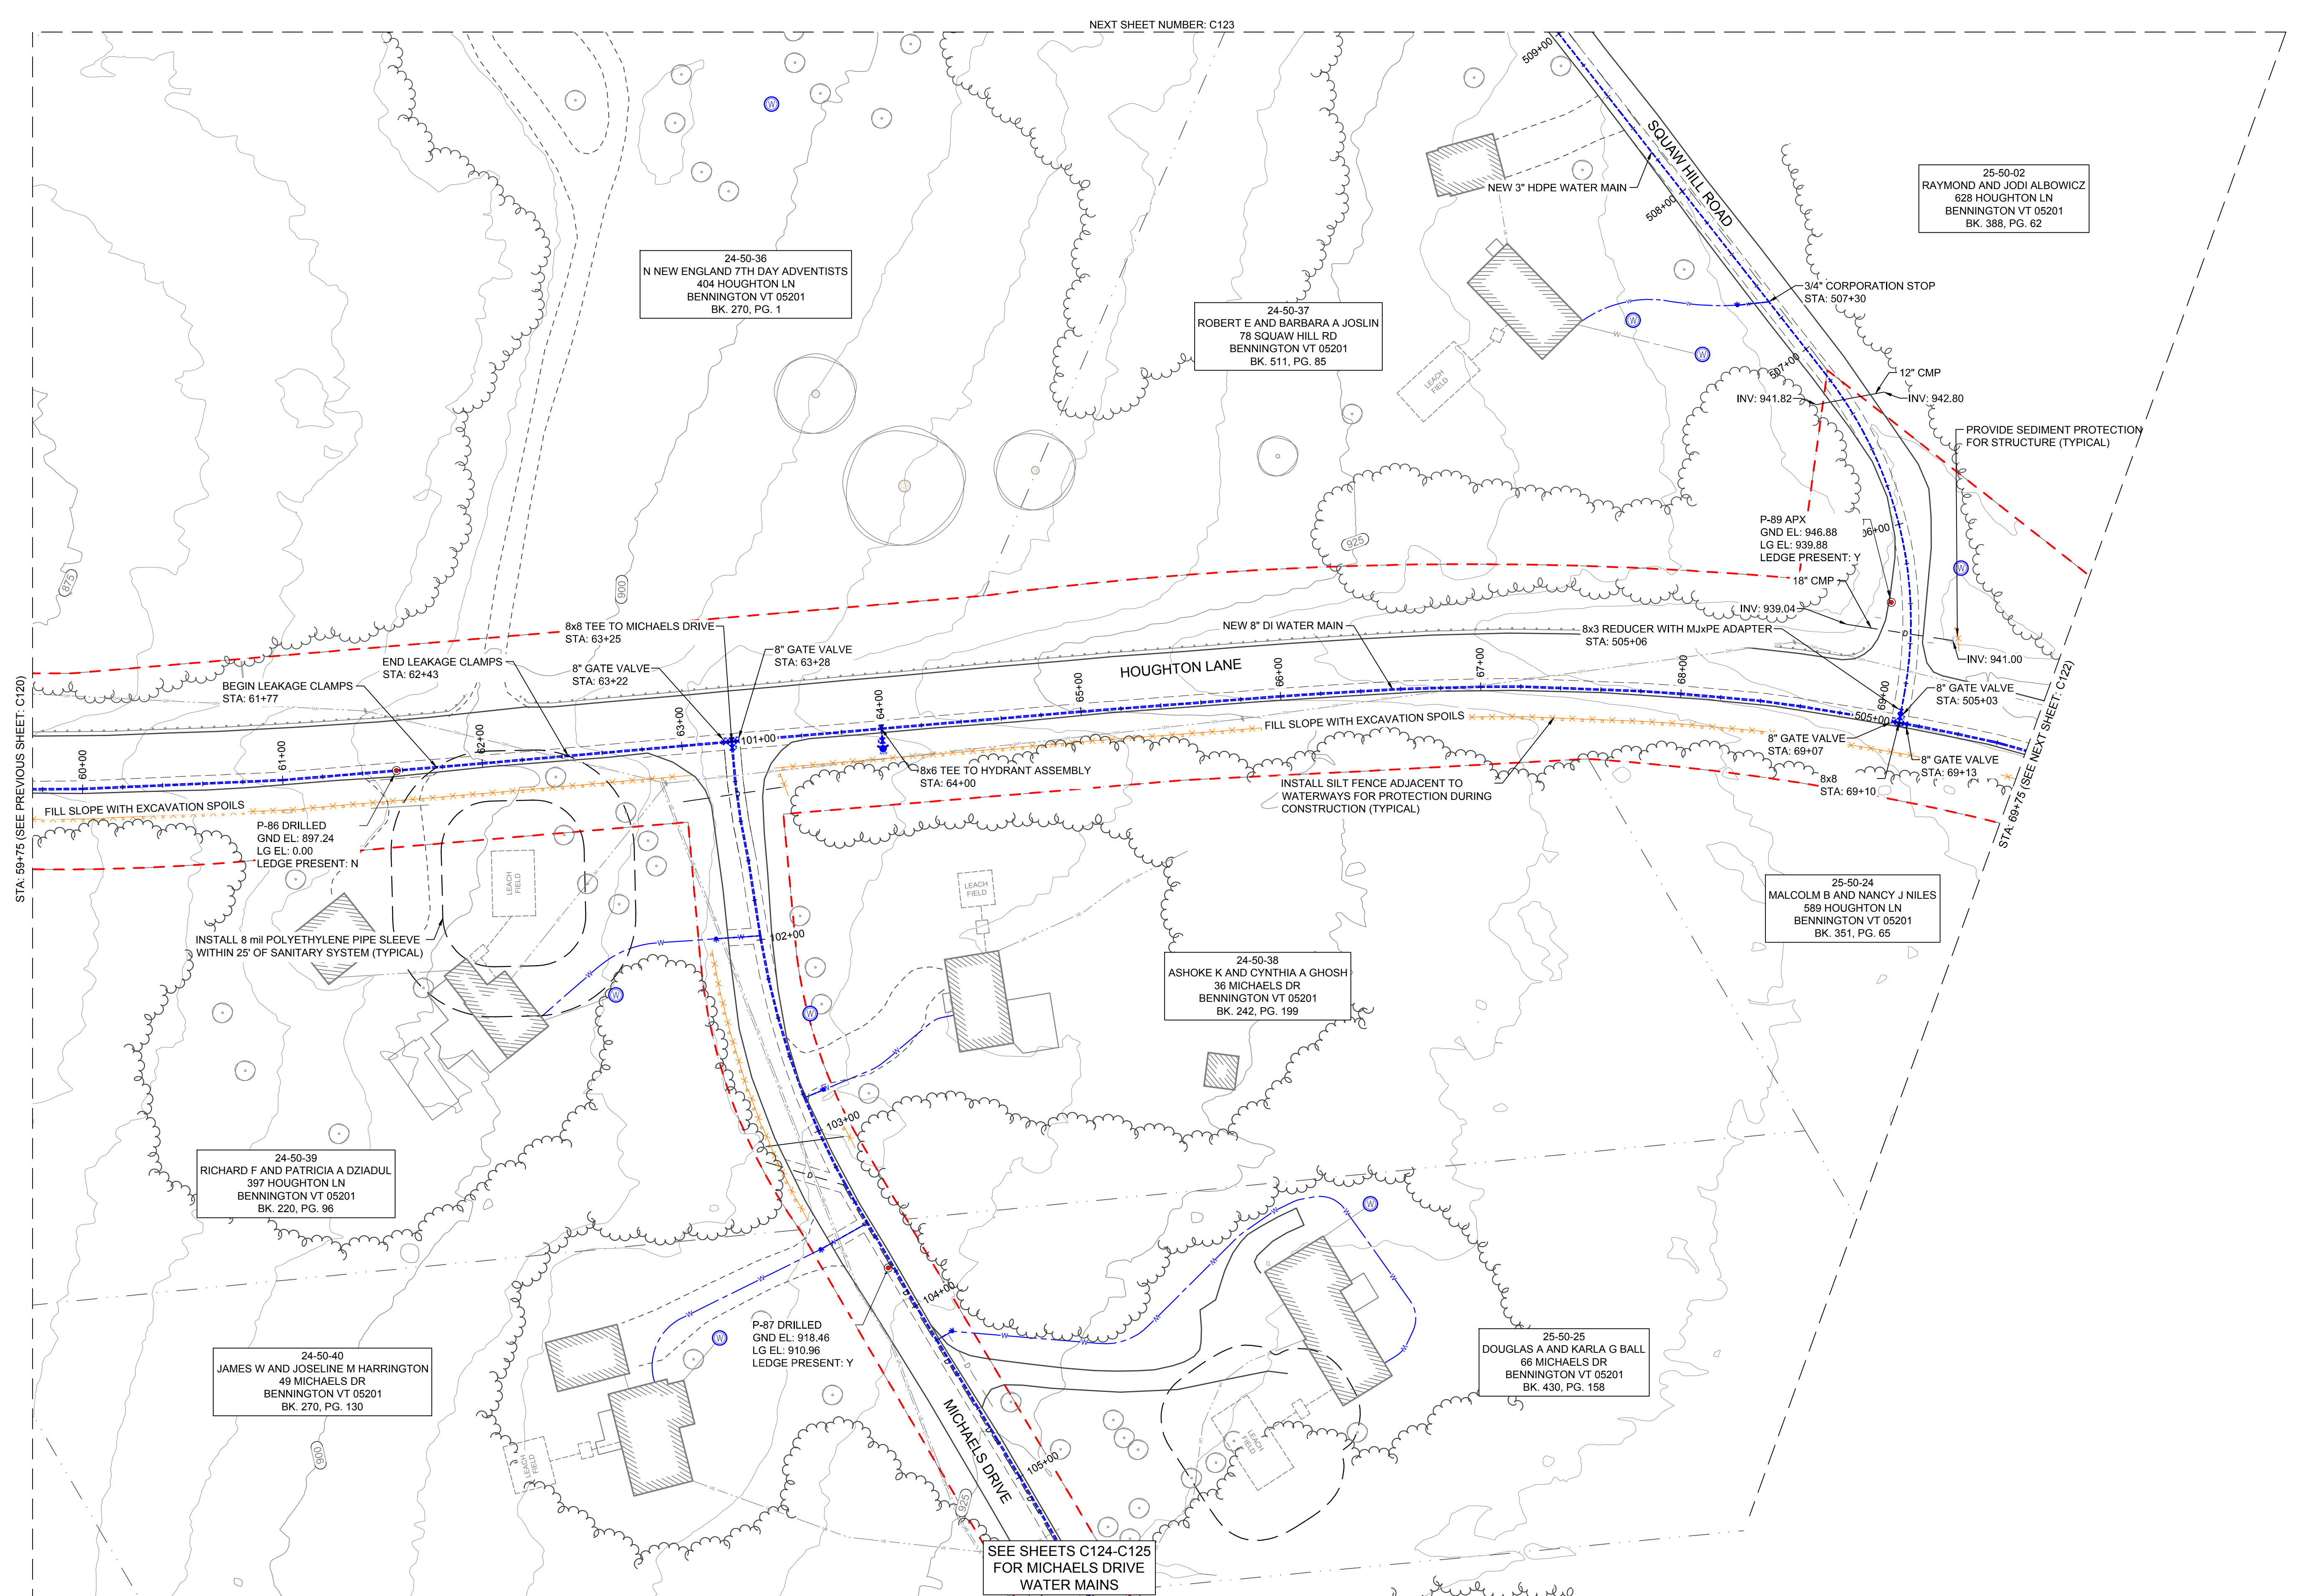 NEXT SHEET NUMBER: C123
509+00
SQUAW HILL ROAD
NEW 3" HDPE WATER MAIN
508+00
25-50-02
RAYMOND AND JODI ALBOWICZ
628 HOUGHTON LN
BENNINGTON VT 05201
BK. 388, PG. 62
24-50-36
N NEW ENGLAND 7TH DAY ADVENTISTS
404 HOUGHTON LN
BENNINGTON VT 05201
BK. 270, PG. 1
24-50-37
ROBERT E AND BARBARA A JOSLIN
78 SQUAW HILL RD
BENNINGTON VT 05201
BK. 511, PG. 85
3/4" CORPORATION STOP
STA: 507+30
LEACH
FIELD
507+00
12" CMP
INV: 941.82
INV: 942.80
PROVIDE SEDIMENT PROTECTION
FOR STRUCTURE (TYPICAL)
P-89 APX
GND EL: 946.88
LG EL: 939.88
LEDGE PRESENT: Y
06+00
925
18" CMP
INV: 939.04
875
900
8x8 TEE TO MICHAELS DRIVE
STA: 63+25
NEW 8" DI WATER MAIN
8x3 REDUCER WITH MJxPE ADAPTER
STA: 505+06
8" GATE VALVE
STA: 63+28
END LEAKAGE CLAMPS
STA: 62+43
8" GATE VALVE
STA: 63+22
HOUGHTON LANE
INV: 941.00
BEGIN LEAKAGE CLAMPS
STA: 61+77
8" GATE VALVE
STA: 505+03
60+00
61+00
62+00
63+00
64+00
65+00
66+00
67+00
68+00
69+00
505+00
101+00
FILL SLOPE WITH EXCAVATION SPOILS
8" GATE VALVE
STA: 69+07
8" GATE VALVE
STA: 69+13
8x6 TEE TO HYDRANT ASSEMBLY
STA: 64+00
INSTALL SILT FENCE ADJACENT TO
WATERWAYS FOR PROTECTION DURING
CONSTRUCTION (TYPICAL)
8x8
STA: 69+10
STA: 59+75 (SEE PREVIOUS SHEET: C120)
STA: 69+75 (SEE NEXT SHEET: C122)
FILL SLOPE WITH EXCAVATION SPOILS
P-86 DRILLED
GND EL: 897.24
LG EL: 0.00
LEDGE PRESENT: N
LEACH
FIELD
LEACH
FIELD
25-50-24
MALCOLM B AND NANCY J NILES
589 HOUGHTON LN
BENNINGTON VT 05201
BK. 351, PG. 65
INSTALL 8 mil POLYETHYLENE PIPE SLEEVE
WITHIN 25' OF SANITARY SYSTEM (TYPICAL)
102+00
24-50-38
ASHOKE K AND CYNTHIA A GHOSH
36 MICHAELS DR
BENNINGTON VT 05201
BK. 242, PG. 199
103+00
24-50-39
RICHARD F AND PATRICIA A DZIADUL
397 HOUGHTON LN
BENNINGTON VT 05201
BK. 220, PG. 96
104+00
P-87 DRILLED
GND EL: 918.46
LG EL: 910.96
LEDGE PRESENT: Y
24-50-40
JAMES W AND JOSELINE M HARRINGTON
49 MICHAELS DR
BENNINGTON VT 05201
BK. 270, PG. 130
25-50-25
DOUGLAS A AND KARLA G BALL
66 MICHAELS DR
BENNINGTON VT 05201
BK. 430, PG. 158
MICHAELS DRIVE
900
LEACH
FIELD
LEACH
FIELD
105+00
925
SEE SHEETS C124-C125
FOR MICHAELS DRIVE
WATER MAINS